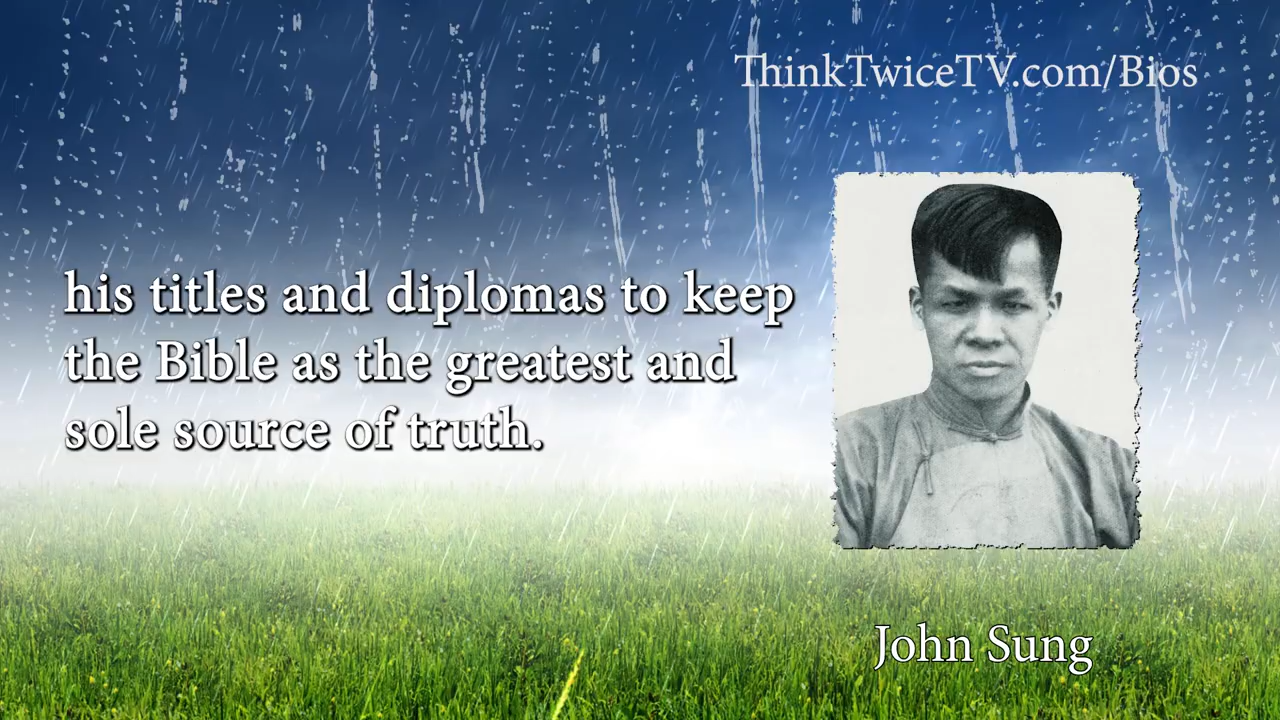 ThinkTwiceTV.com/Bios
his titles and diplomas to keep
the Bible as the greatest and
sole source of truth.
John Sung